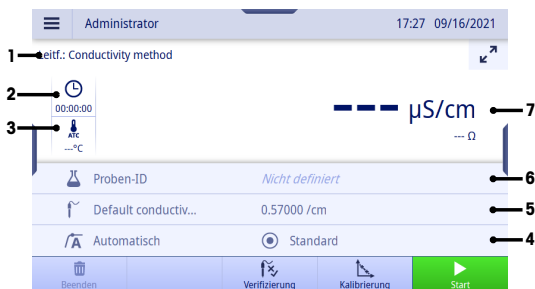 Administrator 17:27 09/16/2021
1 Leitf.: Conductivity method
2 00:00:00
3 ATC
---°C
--- µS/cm 7
--- Ω
Proben-ID Nicht definiert 6
Default conductiv... 0.57000 /cm 5
A Automatisch Standard 4
Beenden Verifizierung Kalibrierung Start